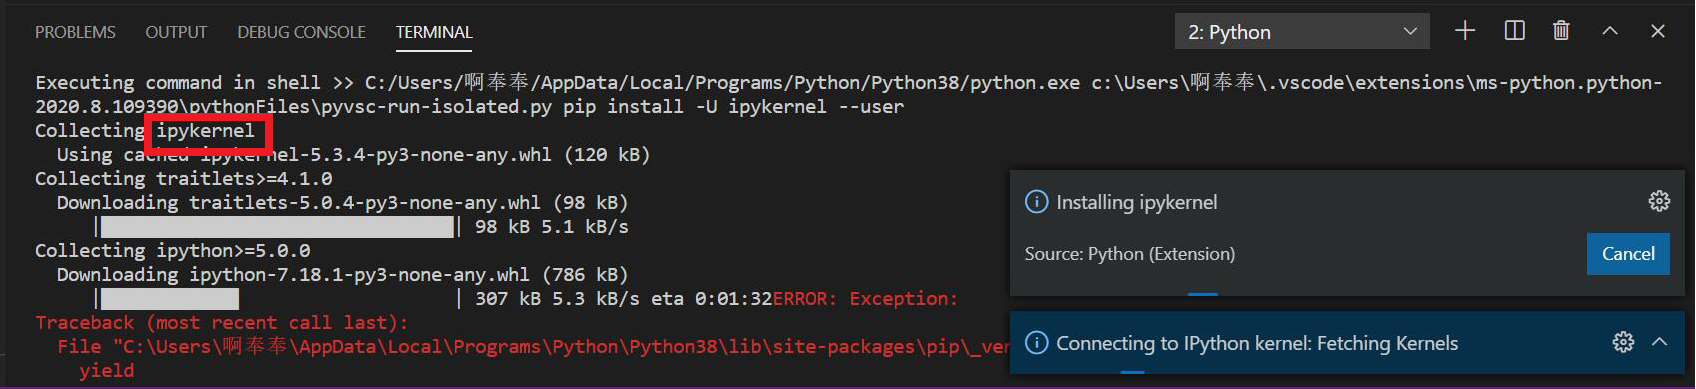 PROBLEMS OUTPUT DEBUG CONSOLE TERMINAL 2: Python
Executing command in shell >> C:/Users/啊奉奉/AppData/Local/Programs/Python/Python38/python.exe c:\Users\啊奉奉\.vscode\extensions\ms-python.python-
2020.8.109390\pythonFiles\pyvsc-run-isolated.py pip install -U ipykernel --user
Collecting ipykernel
Using cached ipykernel-5.3.4-py3-none-any.whl (120 kB)
Collecting traitlets>=4.1.0
Downloading traitlets-5.0.4-py3-none-any.whl (98 kB)
| 98 kB 5.1 kB/s
Collecting ipython>=5.0.0
Downloading ipython-7.18.1-py3-none-any.whl (786 kB)
| 307 kB 5.3 kB/s eta 0:01:32ERROR: Exception:
Traceback (most recent call last):
File "C:\Users\啊奉奉\AppData\Local\Programs\Python\Python38\lib\site-packages\pip\_ver
yield
Installing ipykernel
Source: Python (Extension) Cancel
Connecting to IPython kernel: Fetching Kernels